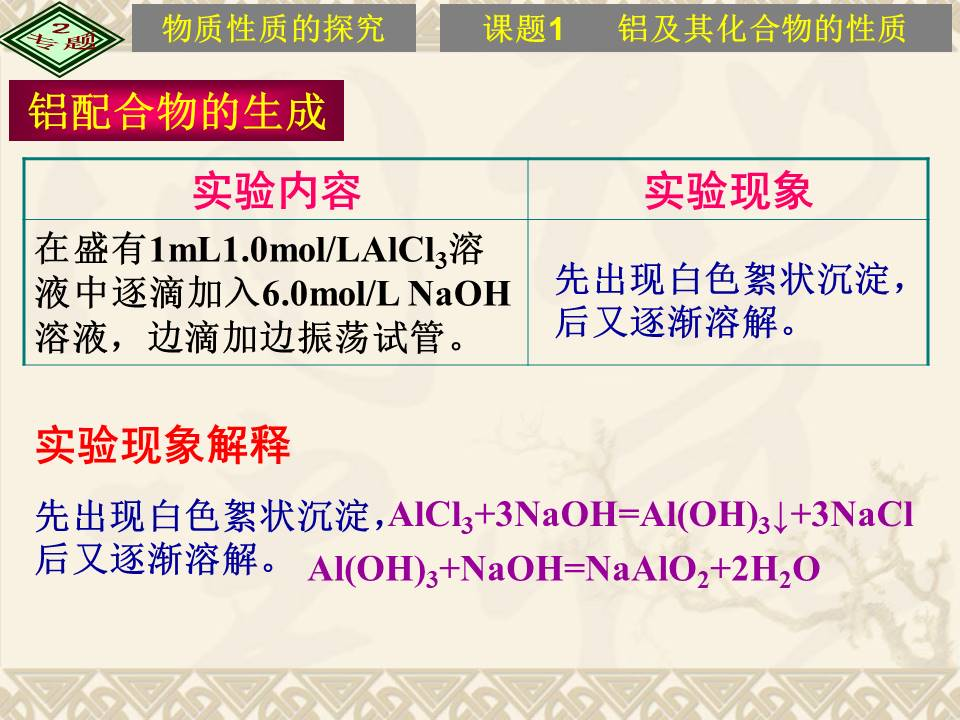 2
专题
物质性质的探究
课题1 铝及其化合物的性质
铝配合物的生成
实验内容
实验现象
在盛有1mL1.0mol/LAlCl₃溶
液中逐滴加入6.0mol/L NaOH
溶液，边滴加边振荡试管。
先出现白色絮状沉淀，
后又逐渐溶解。
实验现象解释
先出现白色絮状沉淀，
后又逐渐溶解。
AlCl₃+3NaOH=Al(OH)₃↓+3NaCl
Al(OH)₃+NaOH=NaAlO₂+2H₂O